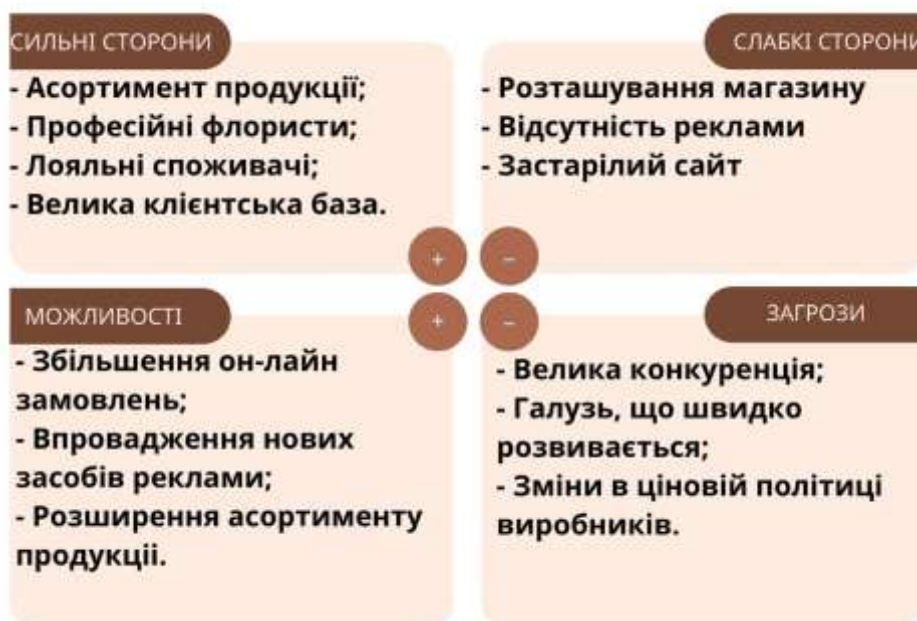 СИЛЬНІ СТОРОНИ
- Асортимент продукції;
- Професійні флористи;
- Лояльні споживачі;
- Велика клієнтська база.
СЛАБКІ СТОРОНИ
- Розташування магазину
- Відсутність реклами
- Застарілий сайт
+
–
+
–
МОЖЛИВОСТІ
- Збільшення он-лайн
замовлень;
- Впровадження нових
засобів реклами;
- Розширення асортименту
продукціі.
ЗАГРОЗИ
- Велика конкуренція;
- Галузь, що швидко
розвивається;
- Зміни в ціновій політиці
виробників.